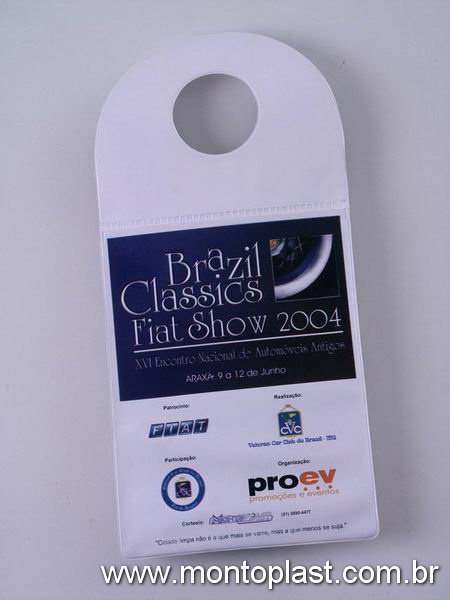 Brazil
Classics
Fiat Show 2004
XVI Encontro Nacional de Automóveis Antigos
ARAXÁ- 9 a 12 de Junho
Patrocínio:
Realização:
FIAT
CVC
Veteran Car Club do Brasil - MG
Participação:
Organização:
proev
promoções e eventos
Cortesia:
(31) 3890-4477
"Cidade limpa não é a que mais se varre, mais a que menos se suja."
www.montoplast.com.br